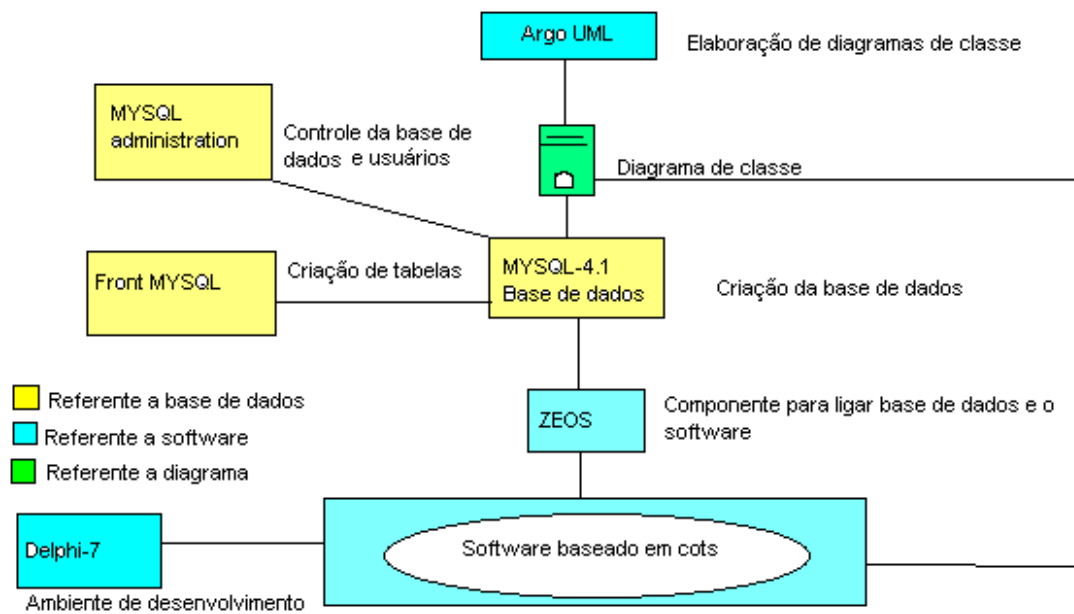 Argo UML
Elaboração de diagramas de classe
MYSQL
administration
Controle da base de
dados e usuários
Diagrama de classe
Front MYSQL
Criação de tabelas
MYSQL-4.1
Base de dados
Criação da base de dados
Referente a base de dados
Referente a software
Referente a diagrama
ZEOS
Componente para ligar base de dados e o
software
Delphi-7
Ambiente de desenvolvimento
Software baseado em cots